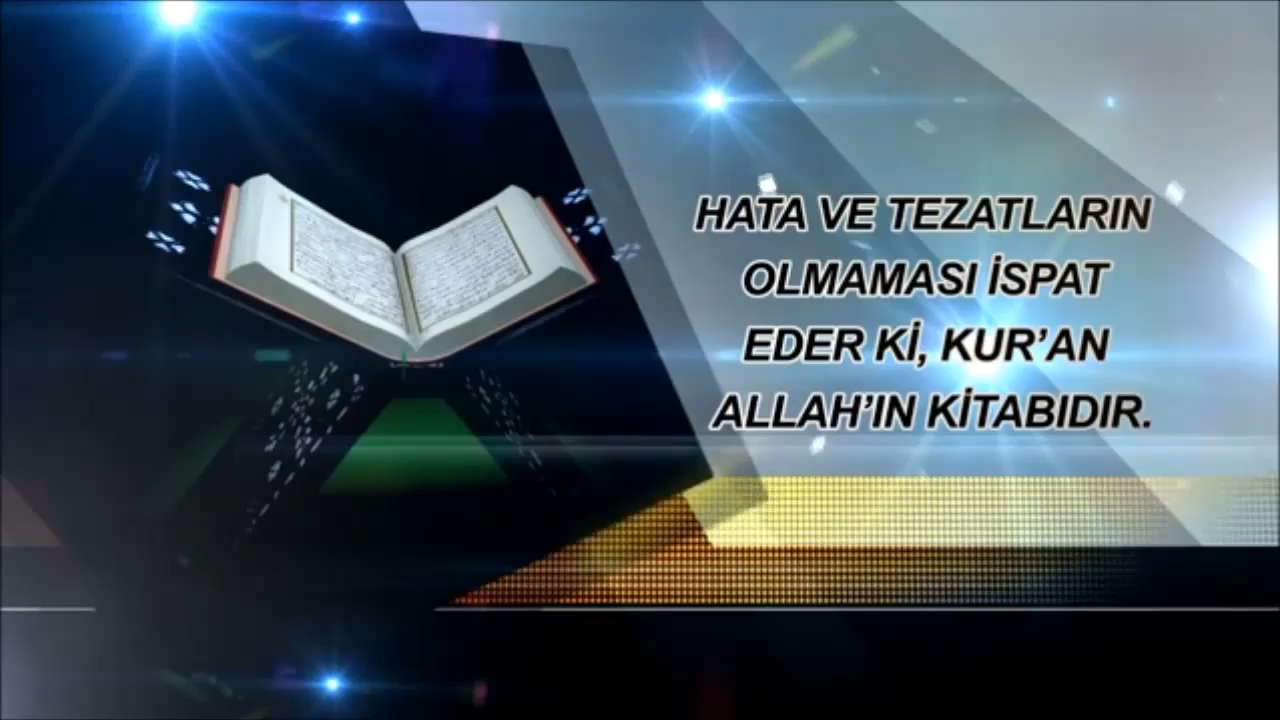 HATA VE TEZATLARIN
OLMAMASI İSPAT
EDER Kİ, KUR’AN
ALLAH’IN KİTABIDIR.